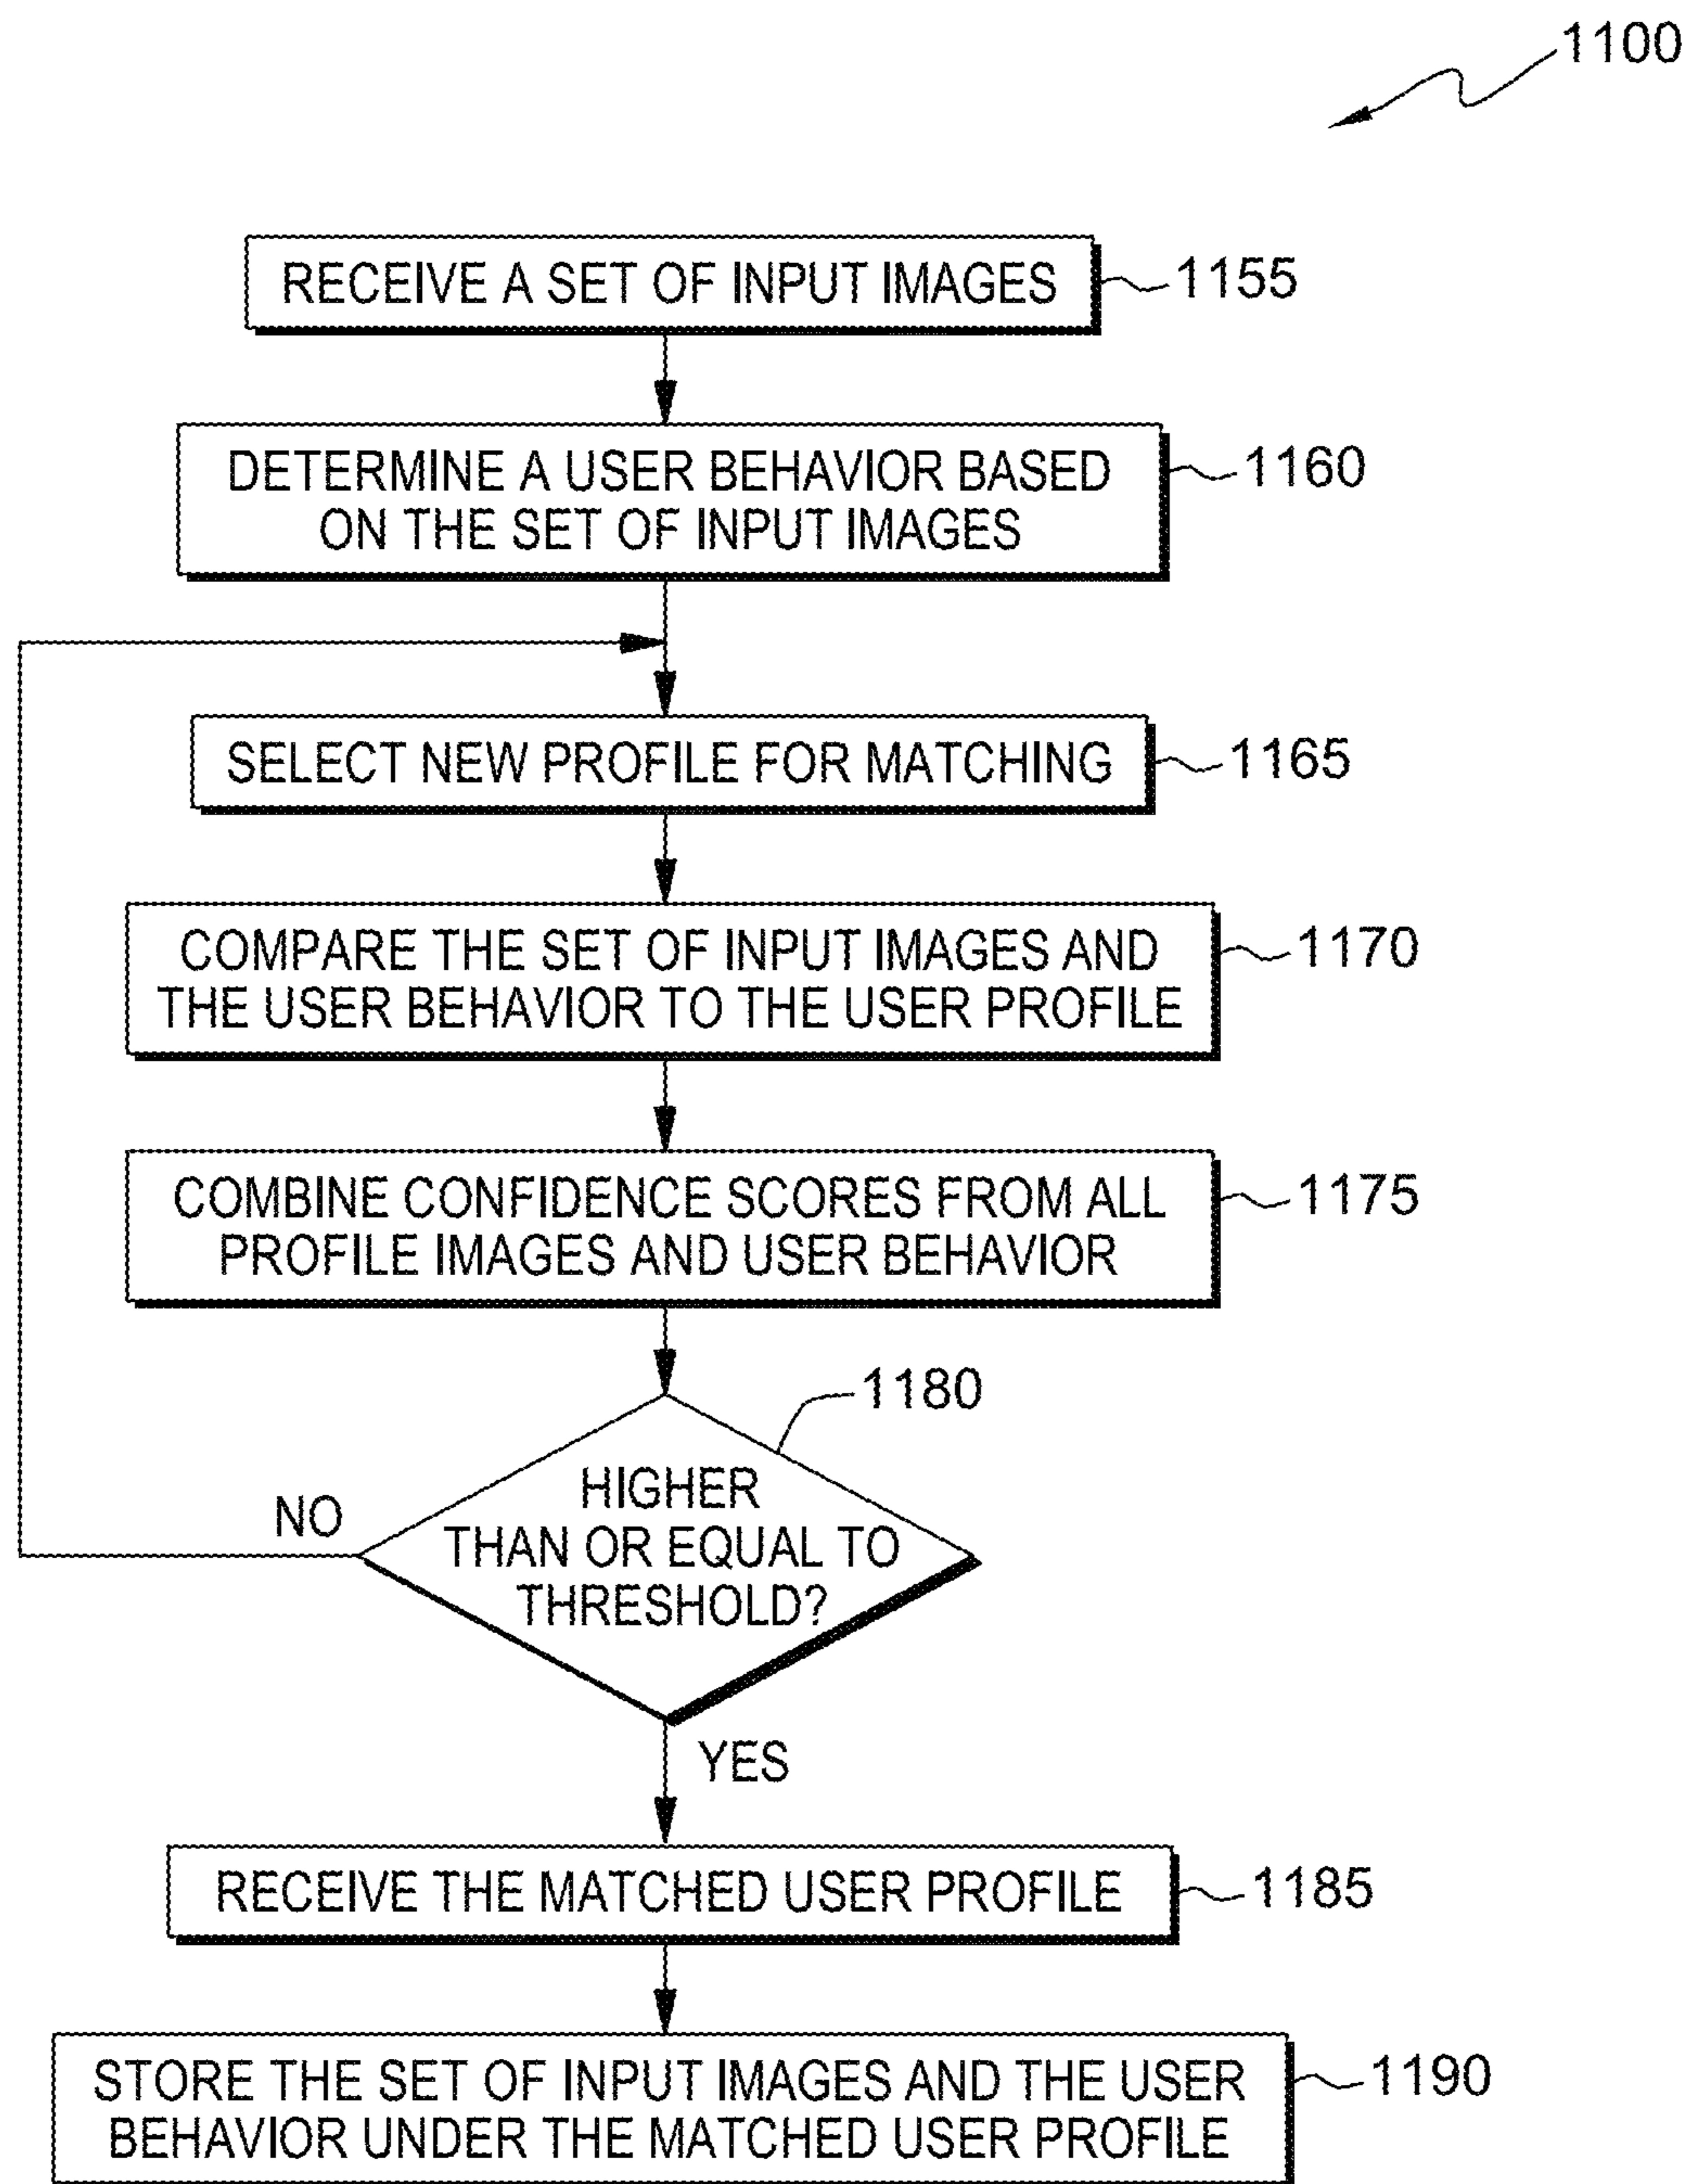 1100
RECEIVE A SET OF INPUT IMAGES
1155
DETERMINE A USER BEHAVIOR BASED
ON THE SET OF INPUT IMAGES
1160
SELECT NEW PROFILE FOR MATCHING
1165
COMPARE THE SET OF INPUT IMAGES AND
THE USER BEHAVIOR TO THE USER PROFILE
1170
COMBINE CONFIDENCE SCORES FROM ALL
PROFILE IMAGES AND USER BEHAVIOR
1175
1180
HIGHER
THAN OR EQUAL TO
THRESHOLD?
NO
YES
RECEIVE THE MATCHED USER PROFILE
1185
STORE THE SET OF INPUT IMAGES AND THE USER
BEHAVIOR UNDER THE MATCHED USER PROFILE
1190